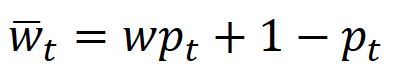 w̅ₜ = wpₜ + 1 − pₜ